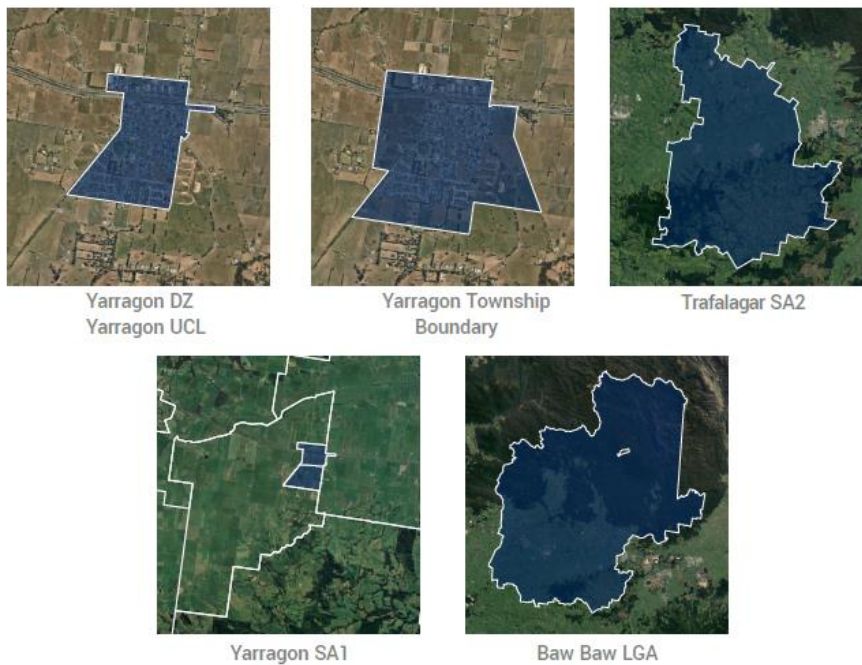 Yarragon DZ
Yarragon UCL
Yarragon Township
Boundary
Trafalagar SA2
Yarragon SA1
Baw Baw LGA